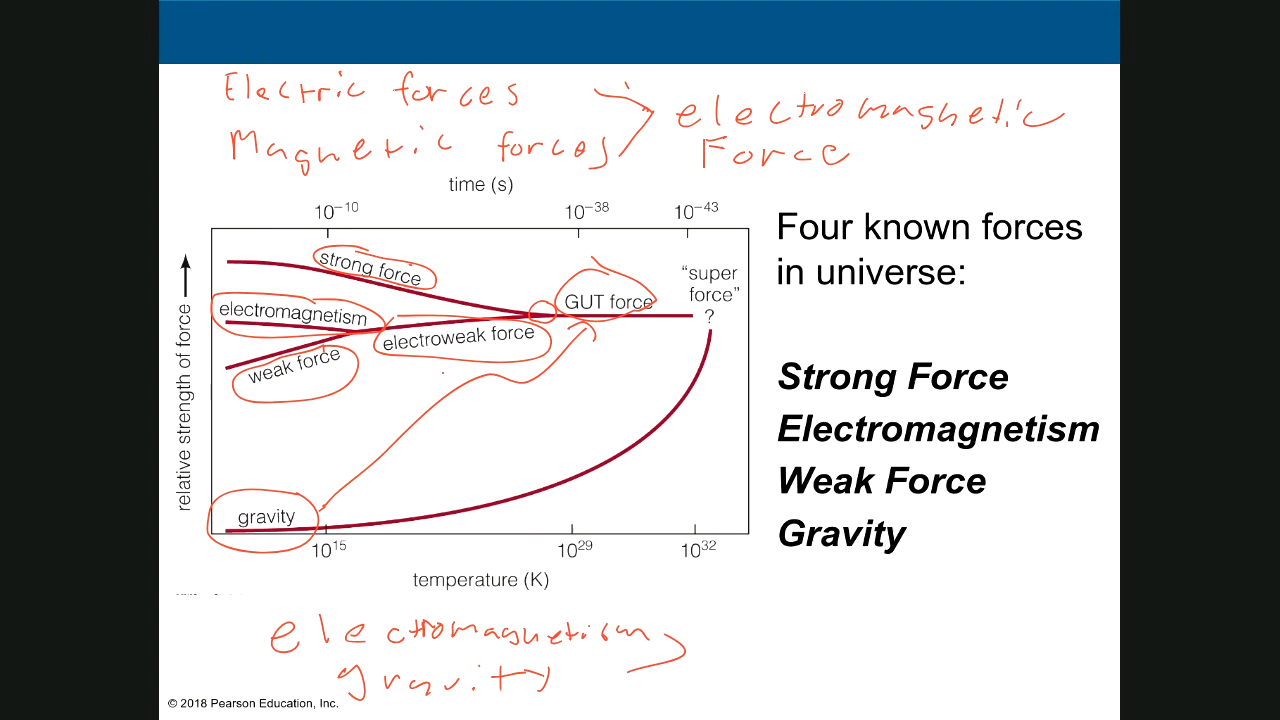 Electric forces
Magnetic forces
electromagnetic
Force
time (s)
10⁻¹⁰ 10⁻³⁸ 10⁻⁴³
relative strength of force
strong force
electromagnetism
weak force
electroweak force
GUT force
“super
force”
?
gravity
10¹⁵ 10²⁹ 10³²
temperature (K)
Four known forces
in universe:
Strong Force
Electromagnetism
Weak Force
Gravity
electromagnetism
gravity
© 2018 Pearson Education, Inc.